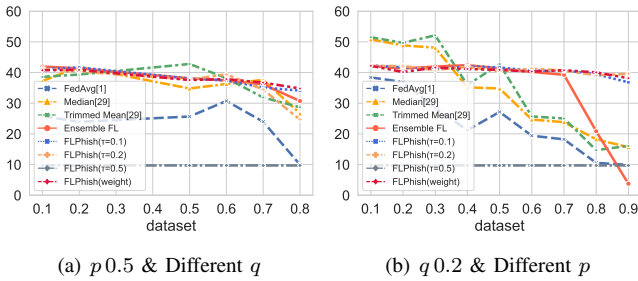 60
50
40
30
20
10
0
FedAvg[1]
Median[29]
Trimmed Mean[29]
Ensemble FL
FLPhish(τ=0.1)
FLPhish(τ=0.2)
FLPhish(τ=0.5)
FLPhish(weight)
0.1 0.2 0.3 0.4 0.5 0.6 0.7 0.8
dataset
(a) p 0.5 & Different q
60
50
40
30
20
10
0
FedAvg[1]
Median[29]
Trimmed Mean[29]
Ensemble FL
FLPhish(τ=0.1)
FLPhish(τ=0.2)
FLPhish(τ=0.5)
FLPhish(weight)
0.1 0.2 0.3 0.4 0.5 0.6 0.7 0.8 0.9
dataset
(b) q 0.2 & Different p